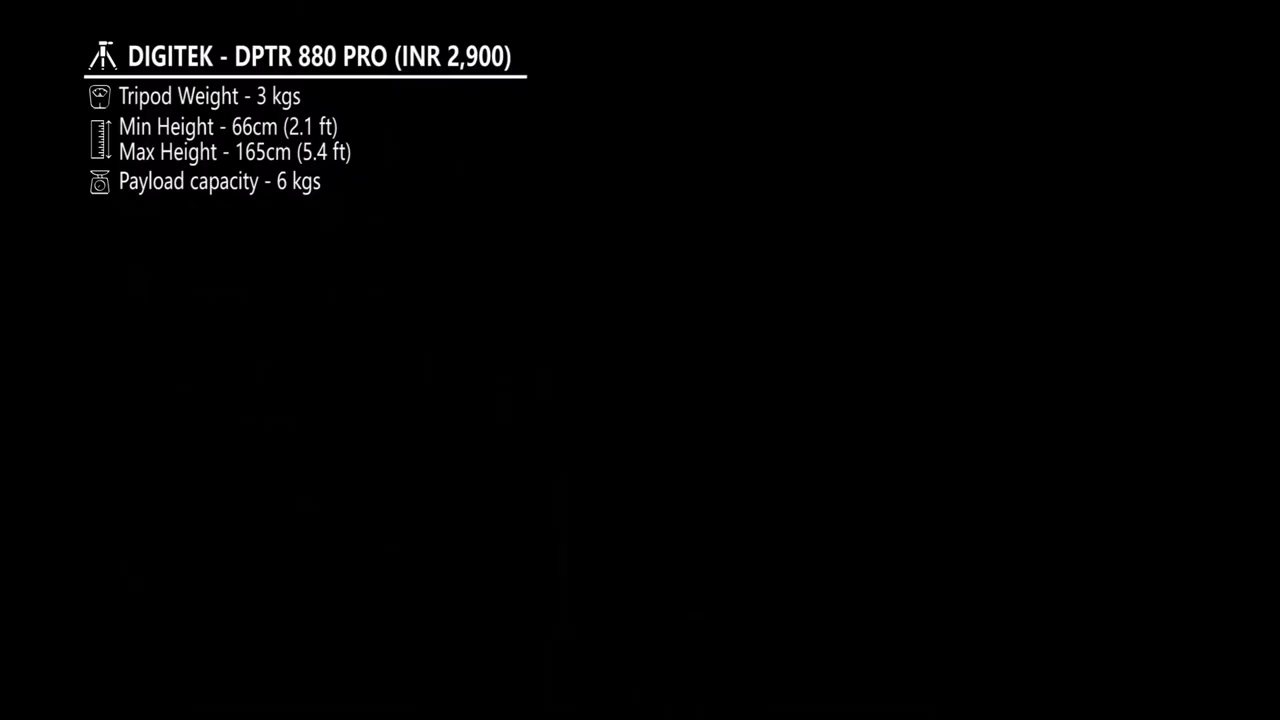 DIGITEK - DPTR 880 PRO (INR 2,900)
Tripod Weight - 3 kgs
Min Height - 66cm (2.1 ft)
Max Height - 165cm (5.4 ft)
Payload capacity - 6 kgs